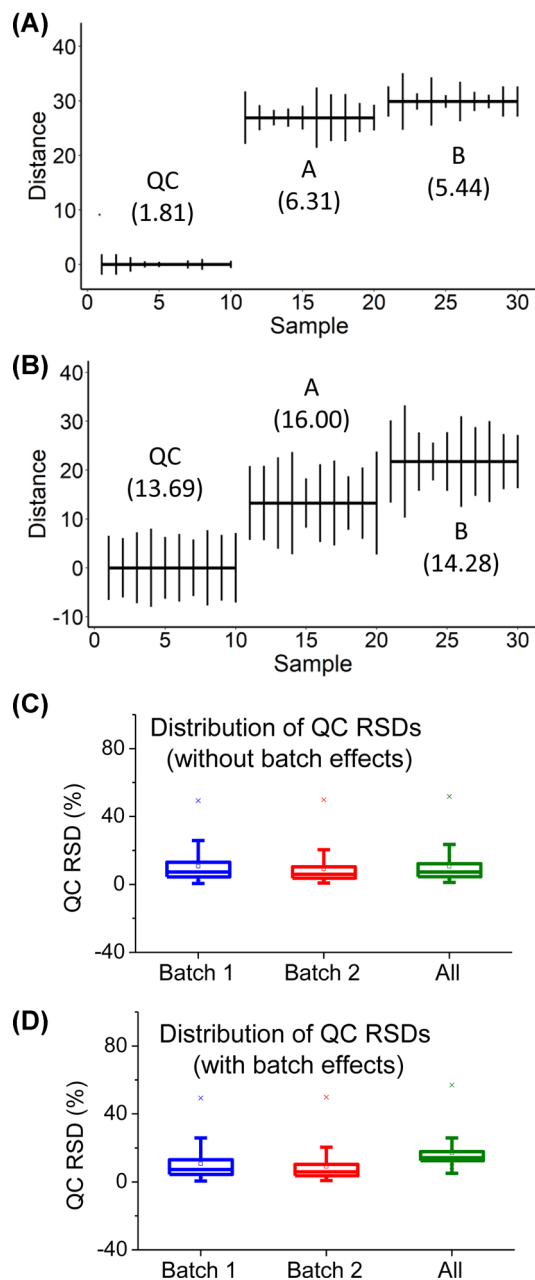 (A)
40
30
20
10
0
Distance
QC
(1.81)
A
(6.31)
B
(5.44)
0 5 10 15 20 25 30
Sample
(B)
40
30
20
10
0
-10
Distance
QC
(13.69)
A
(16.00)
B
(14.28)
0 5 10 15 20 25 30
Sample
(C)
Distribution of QC RSDs
(without batch effects)
80
40
0
-40
QC RSD (%)
Batch 1 Batch 2 All
(D)
Distribution of QC RSDs
(with batch effects)
80
40
0
-40
QC RSD (%)
Batch 1 Batch 2 All